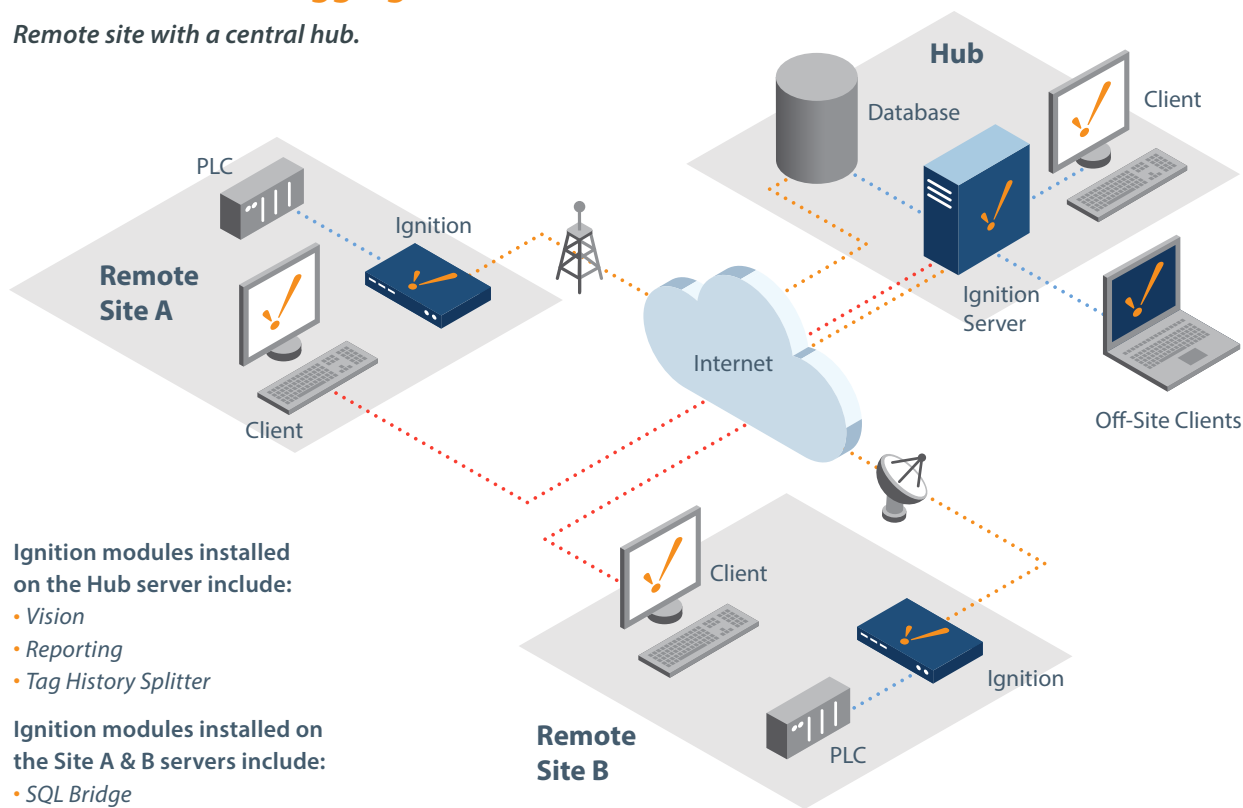 Remote site with a central hub.
Hub
Database
Client
PLC
Ignition
Remote
Site A
Client
Internet
Ignition
Server
Off-Site Clients
Client
Ignition
PLC
Remote
Site B
Ignition modules installed
on the Hub server include:
• Vision
• Reporting
• Tag History Splitter
Ignition modules installed on
the Site A & B servers include:
• SQL Bridge